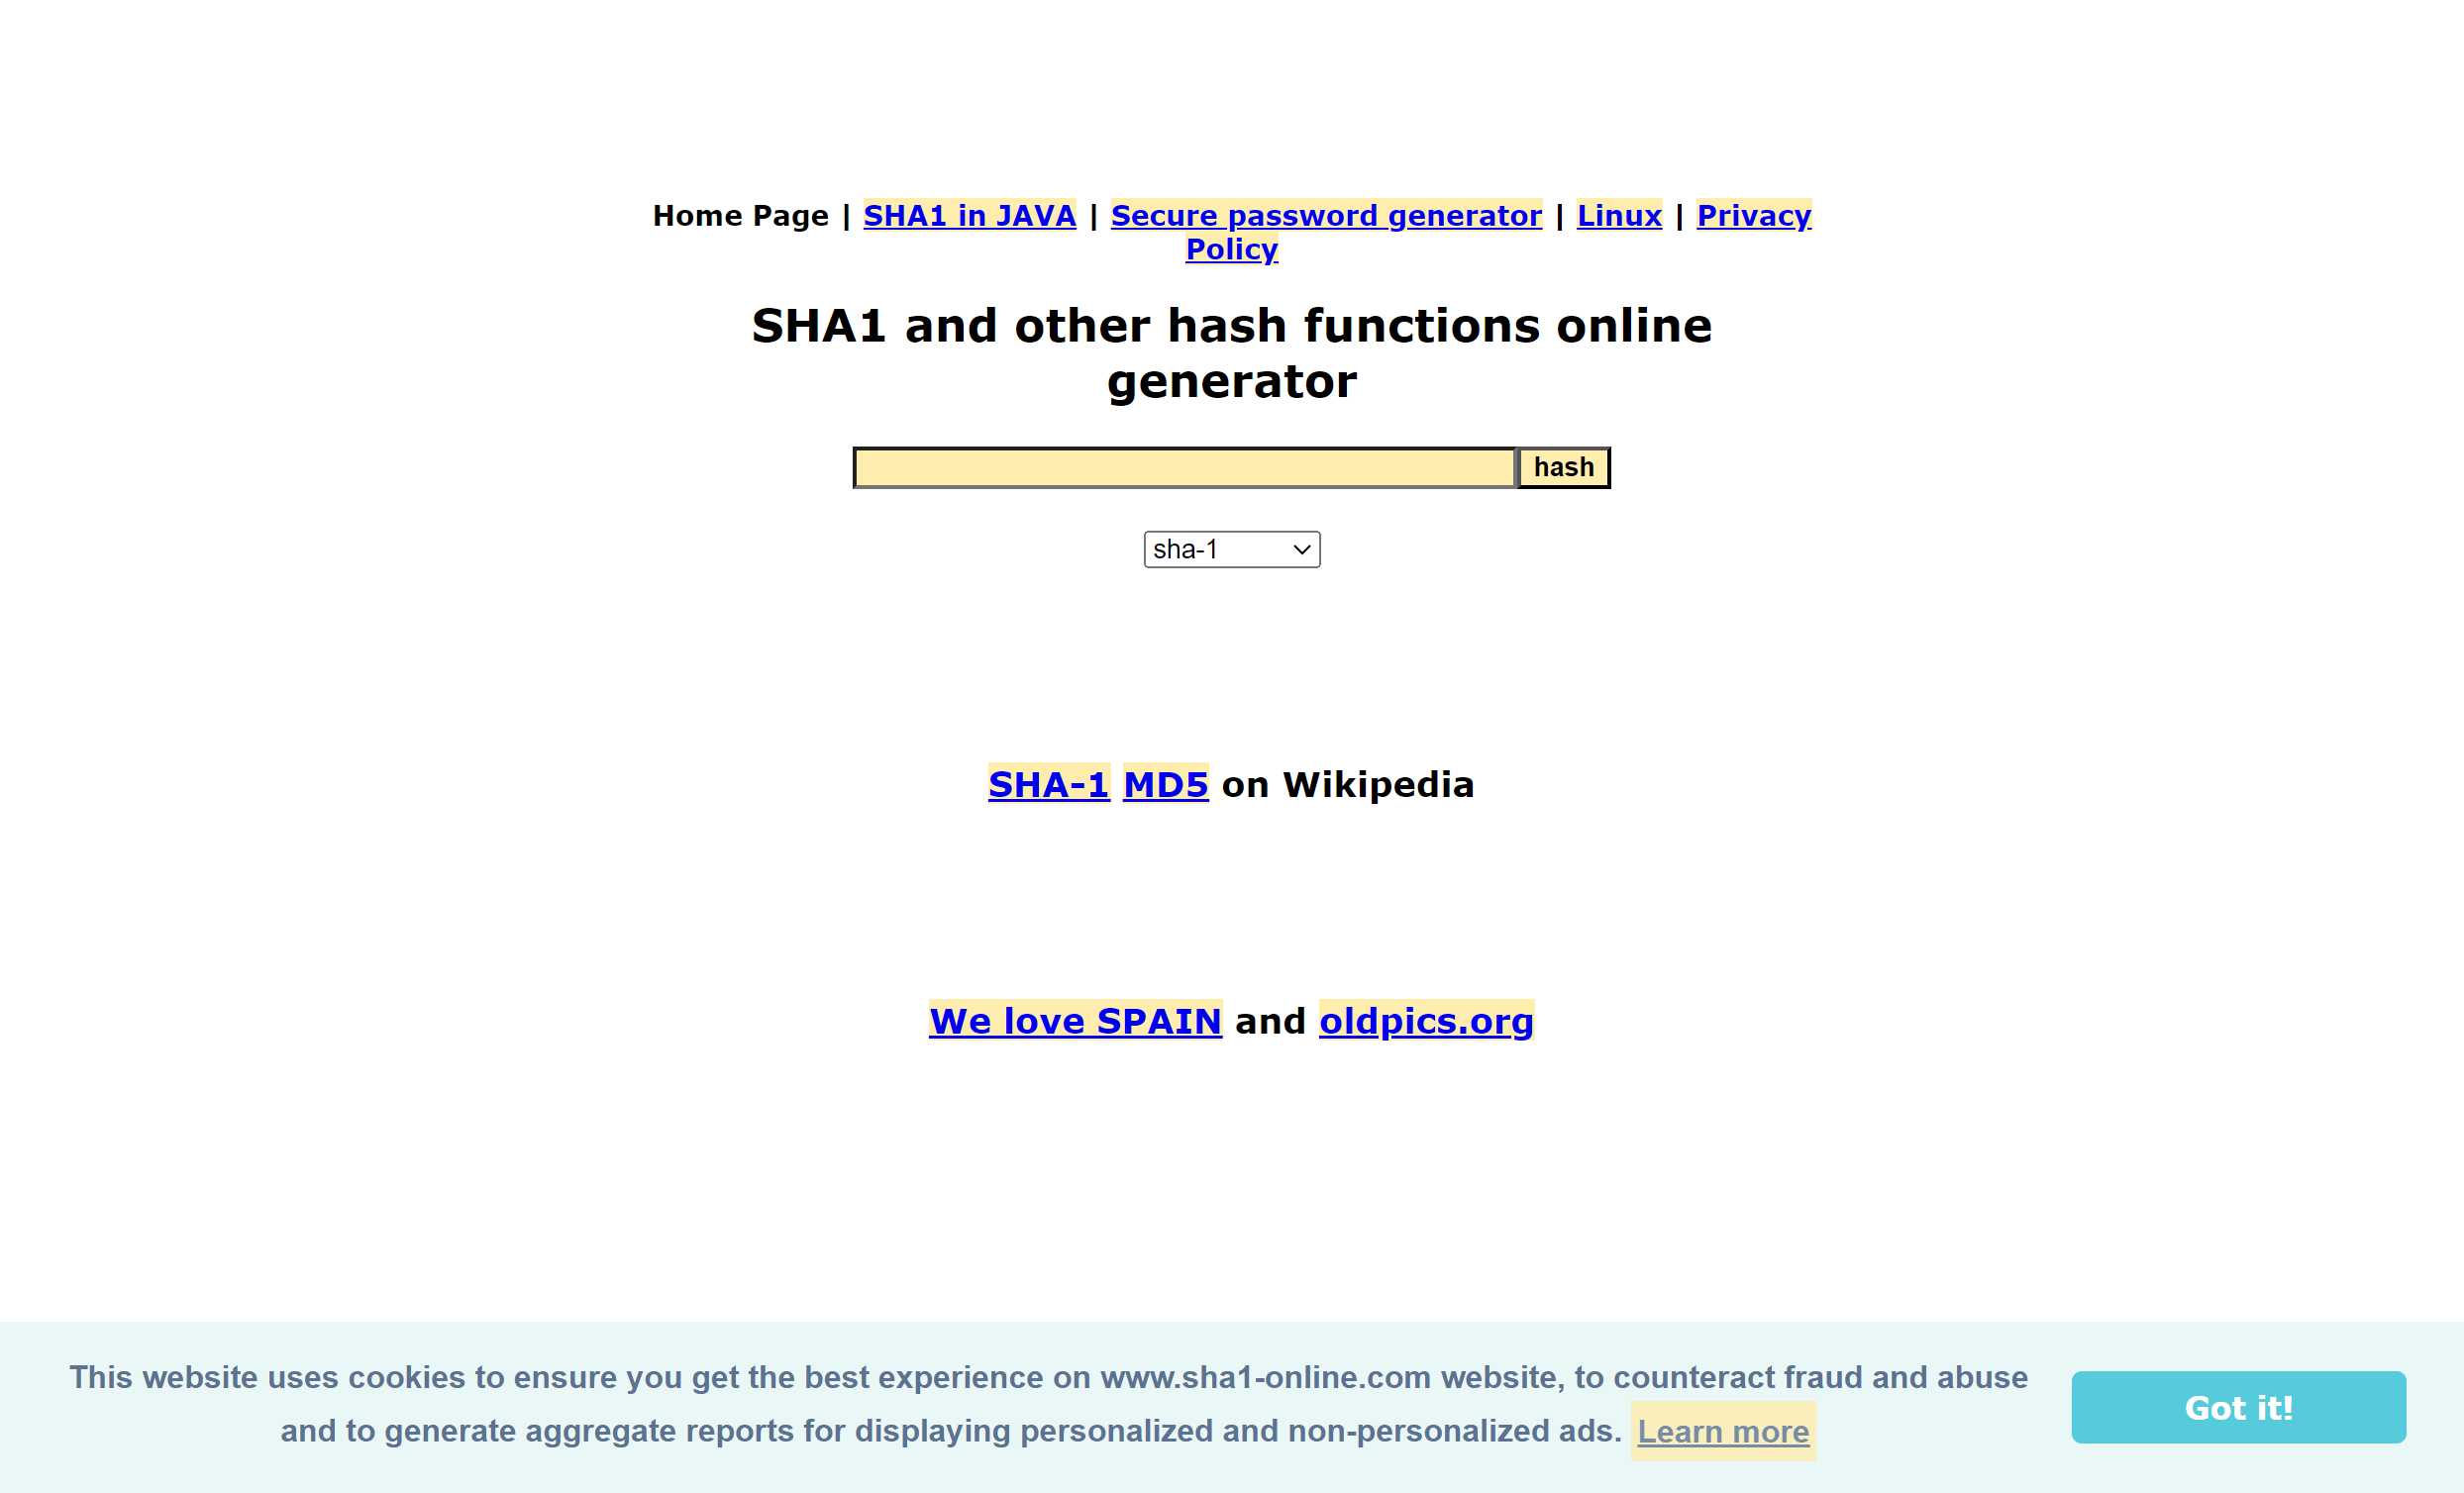 Home Page | SHA1 in JAVA | Secure password generator | Linux | Privacy
Policy
SHA1 and other hash functions online
generator
hash
sha-1
SHA-1 MD5 on Wikipedia
We love SPAIN and oldpics.org
This website uses cookies to ensure you get the best experience on www.sha1-online.com website, to counteract fraud and abuse
and to generate aggregate reports for displaying personalized and non-personalized ads. Learn more
Got it!